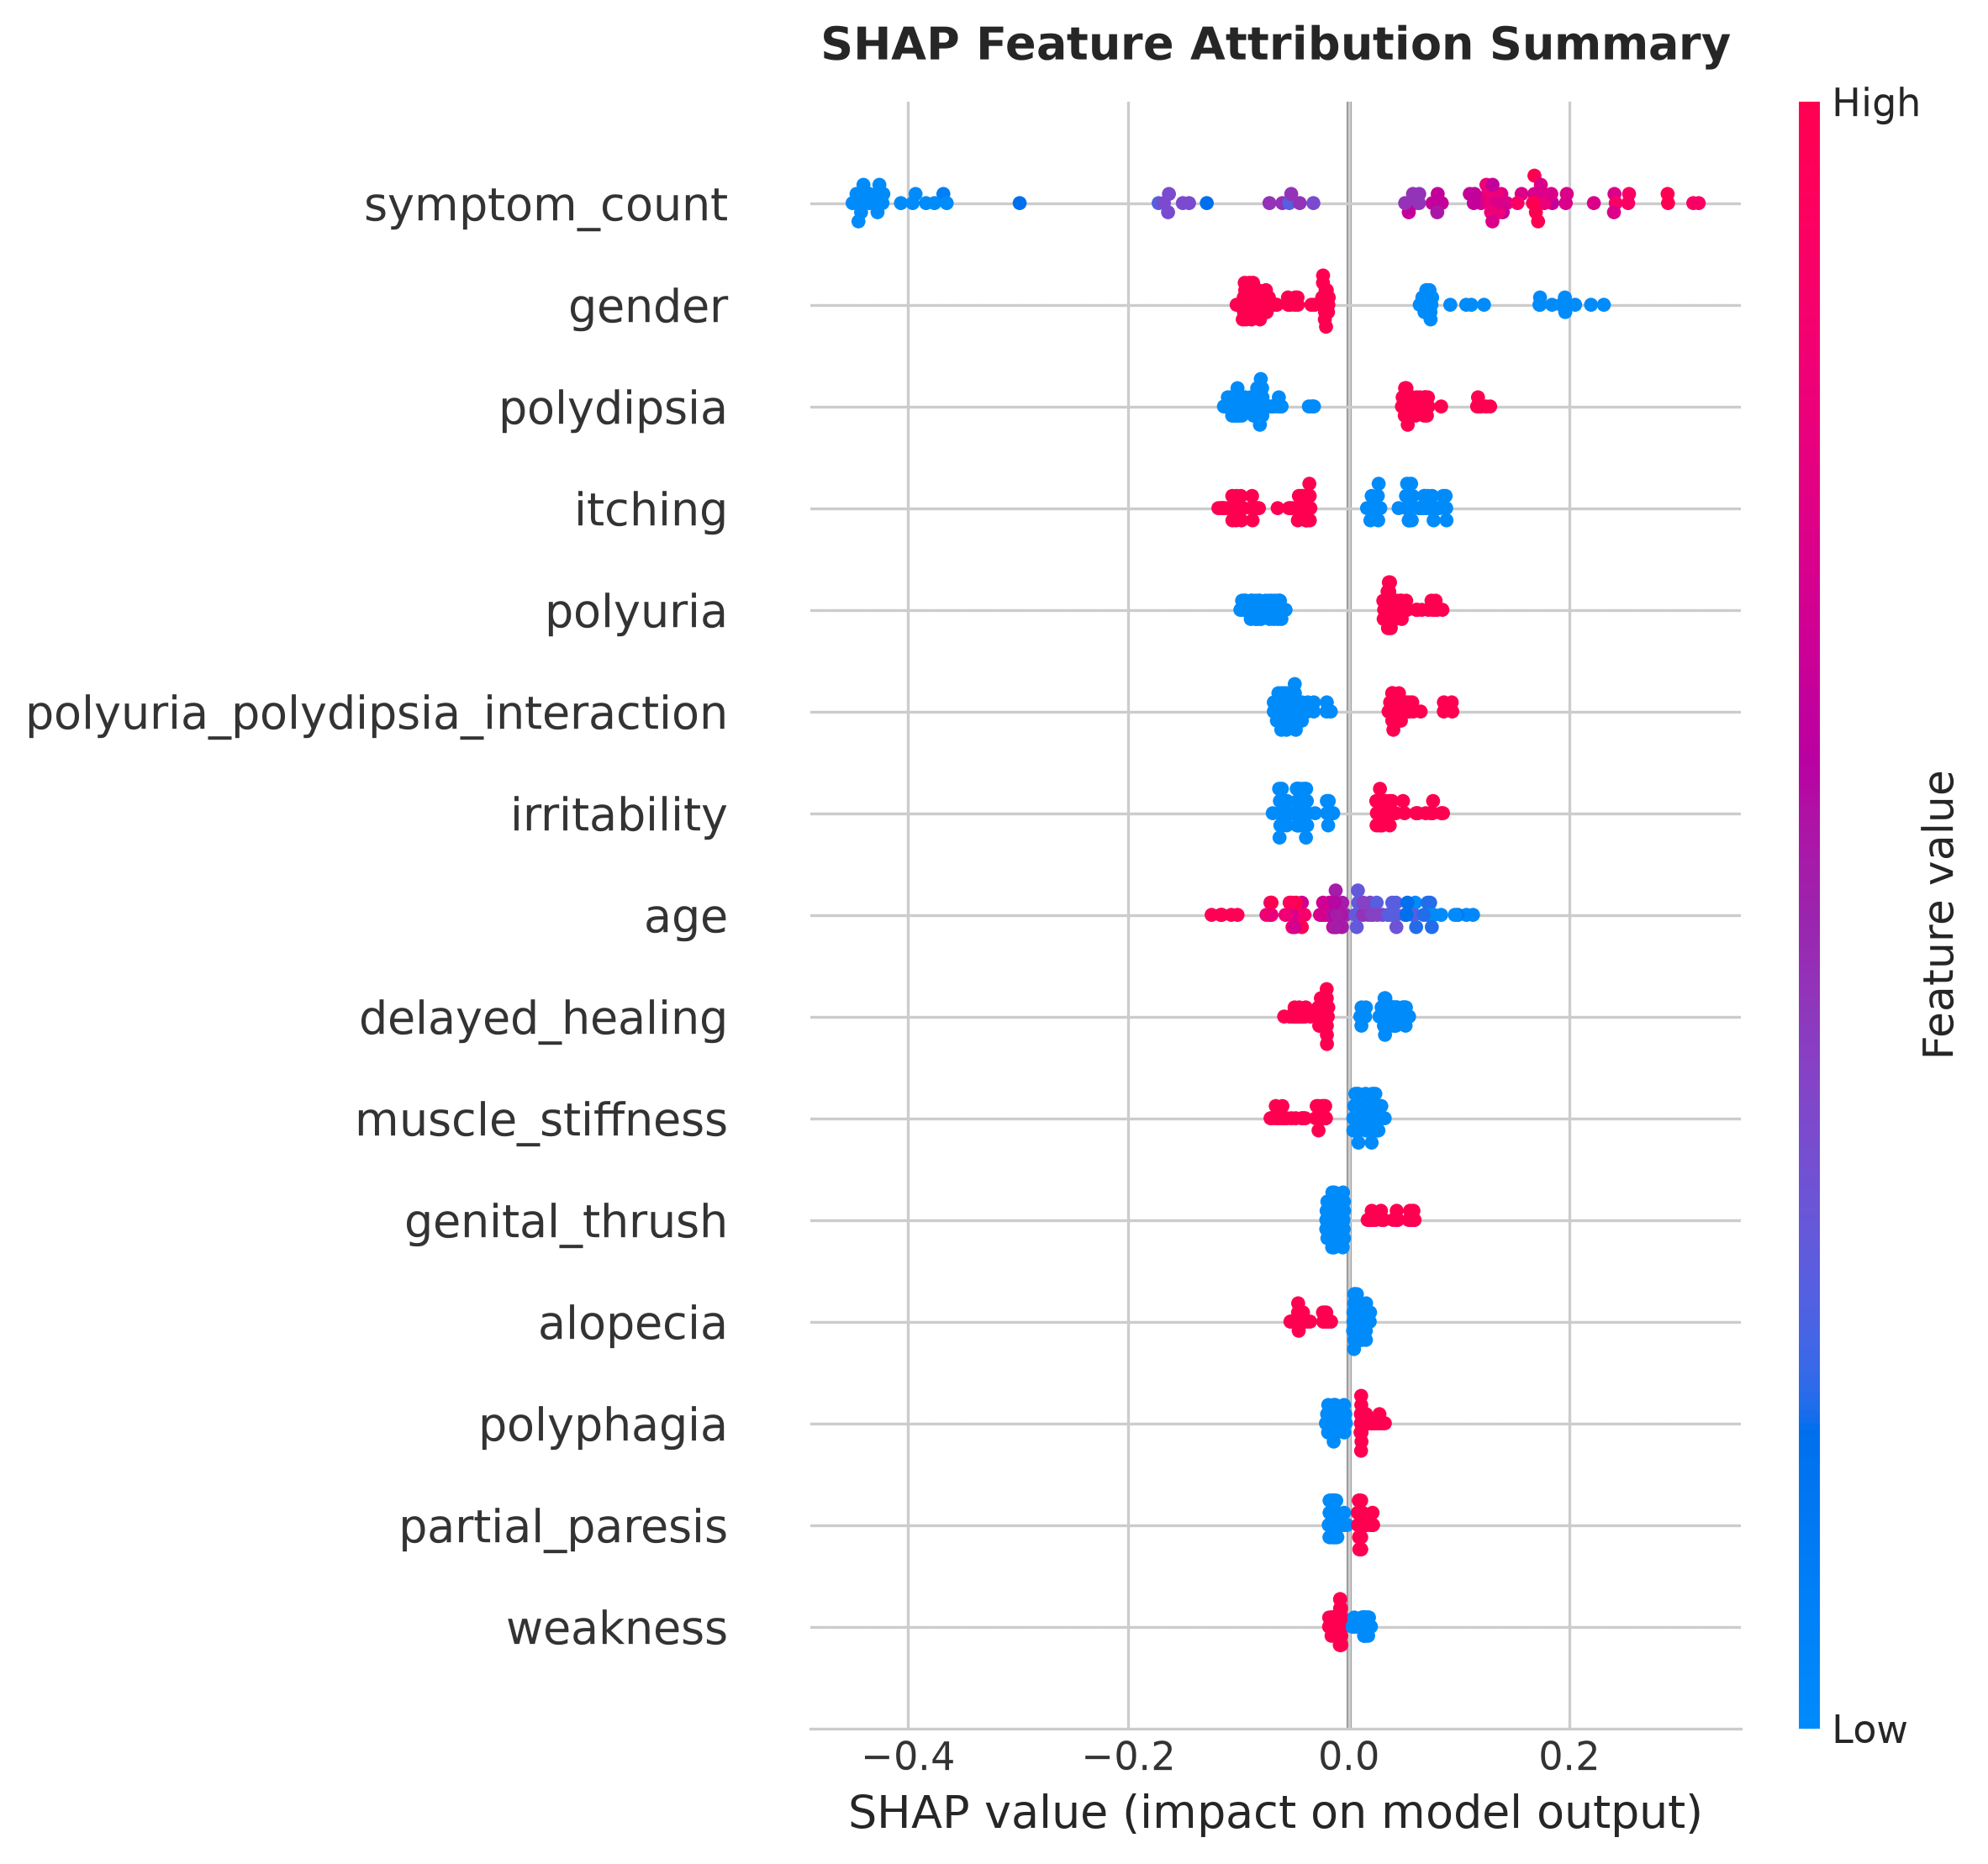 SHAP Feature Attribution Summary
High
symptom_count
gender
polydipsia
itching
polyuria
polyuria_polydipsia_interaction
irritability
age
delayed_healing
muscle_stiffness
genital_thrush
alopecia
polyphagia
partial_paresis
weakness
Feature value
Low
−0.4 −0.2 0.0 0.2
SHAP value (impact on model output)